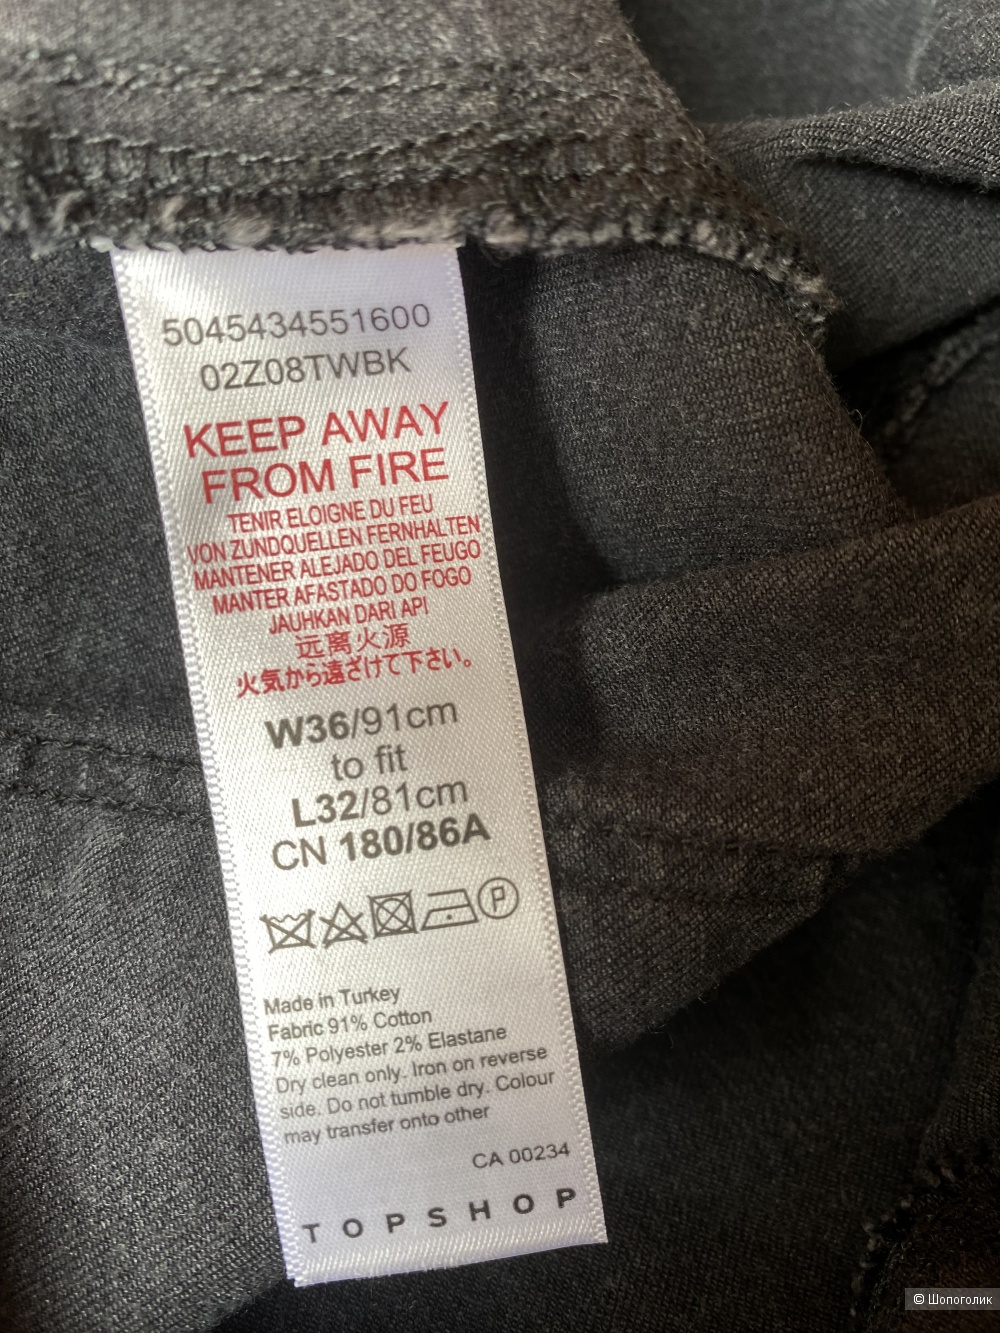 5045434551600
02Z08TWBK
KEEP AWAY
FROM FIRE
TENIR ELOIGNE DU FEU
VON ZUNDQUELLEN FERNHALTEN
MANTENER ALEJADO DEL FEUGO
MANTER AFASTADO DO FOGO
JAUHKAN DARI API
远离火源
火気から遠ざけて下さい。
W36/91cm
to fit
L32/81cm
CN 180/86A
P
Made in Turkey
Fabric 91% Cotton
7% Polyester 2% Elastane
Dry clean only. Iron on reverse
side. Do not tumble dry. Colour
may transfer onto other
CA 00234
TOPSHOP
© Шопоголик